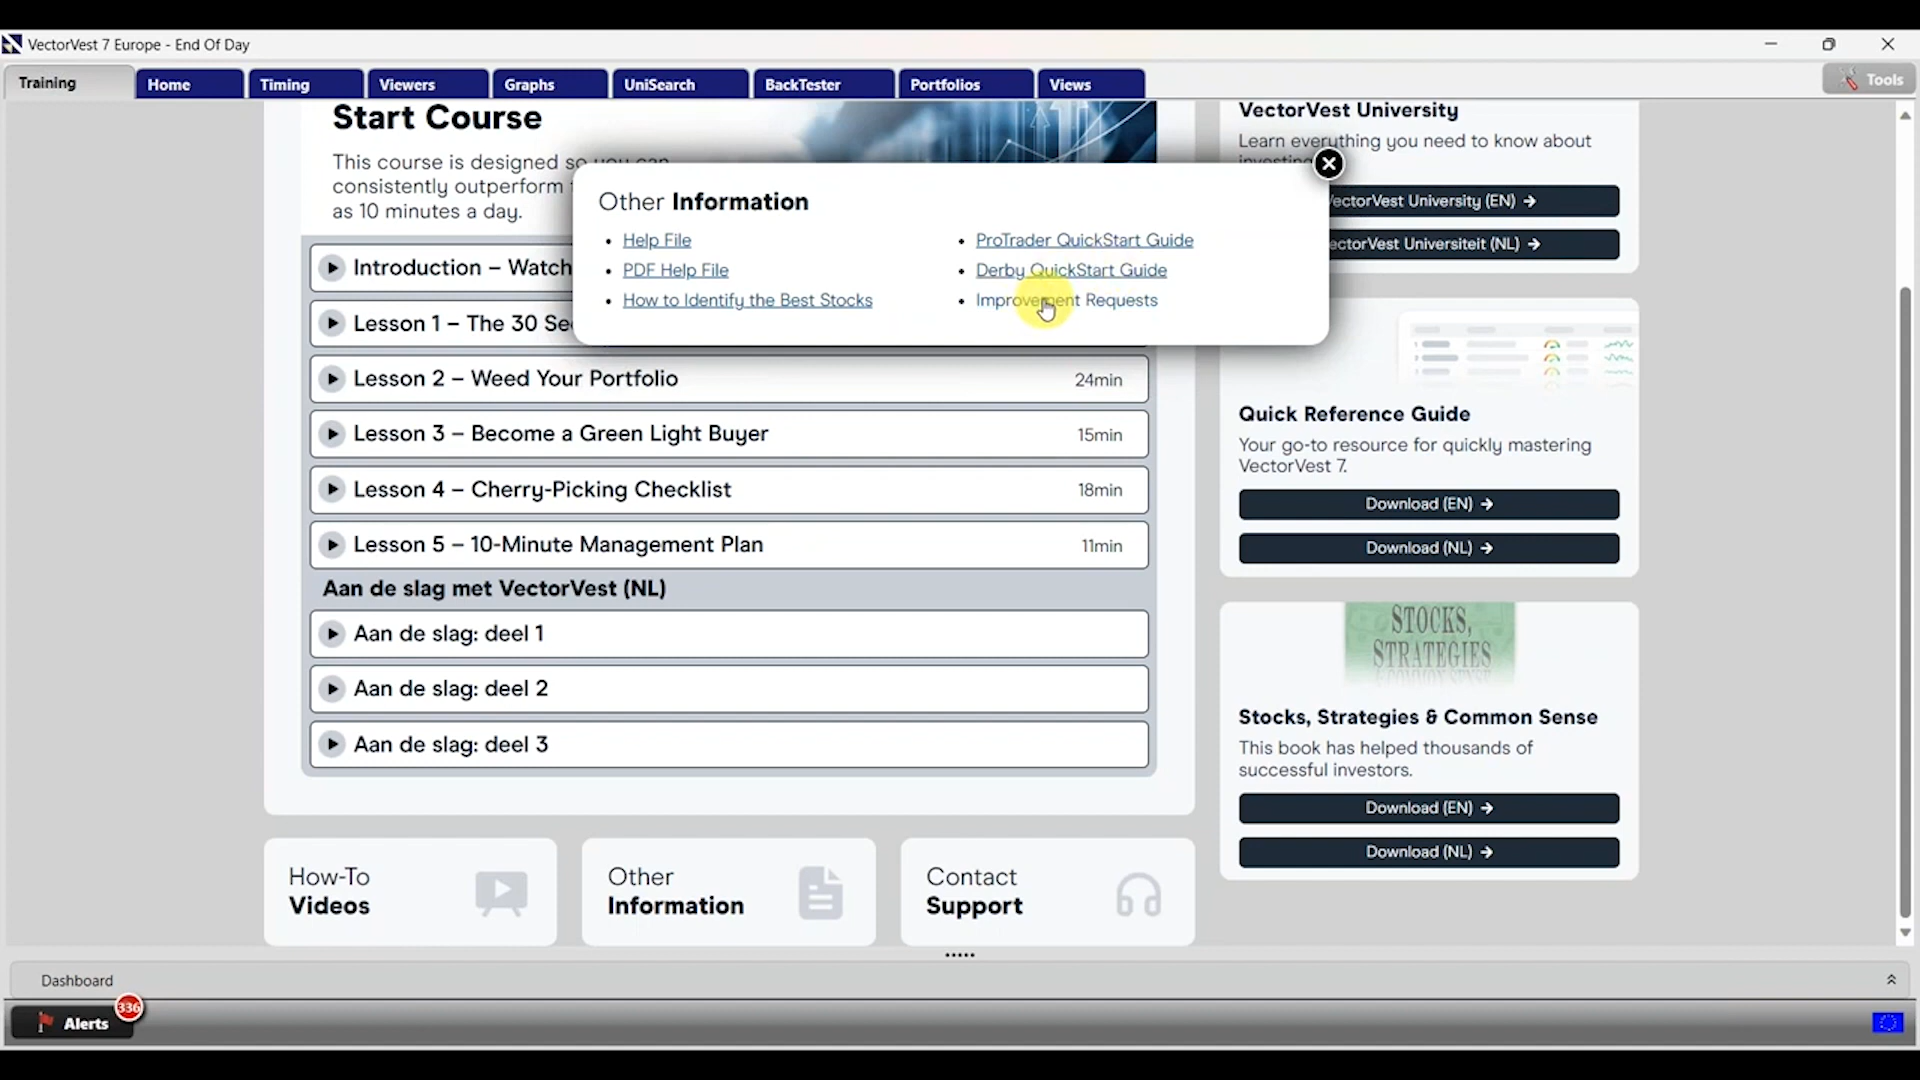 VectorVest 7 Europe - End Of Day
Training
Home
Timing
Viewers
Graphs
UniSearch
BackTester
Portfolios
Views
Tools
Start Course
This course is designed so you can
consistently outperform
as 10 minutes a day.
Introduction – Watch
Lesson 1 – The 30 Se
Lesson 2 – Weed Your Portfolio
24min
Lesson 3 – Become a Green Light Buyer
15min
Lesson 4 – Cherry-Picking Checklist
18min
Lesson 5 – 10-Minute Management Plan
11min
Aan de slag met VectorVest (NL)
Aan de slag: deel 1
Aan de slag: deel 2
Aan de slag: deel 3
Other Information
• Help File
• PDF Help File
• How to Identify the Best Stocks
• ProTrader QuickStart Guide
• Derby QuickStart Guide
• Improvement Requests
VectorVest University
Learn everything you need to know about
investing
VectorVest University (EN) →
ectorVest Universiteit (NL) →
Quick Reference Guide
Your go-to resource for quickly mastering
VectorVest 7.
Download (EN) →
Download (NL) →
STOCKS,
STRATEGIES
Stocks, Strategies & Common Sense
This book has helped thousands of
successful investors.
Download (EN) →
Download (NL) →
How-To
Videos
Other
Information
Contact
Support
Dashboard
Alerts
336